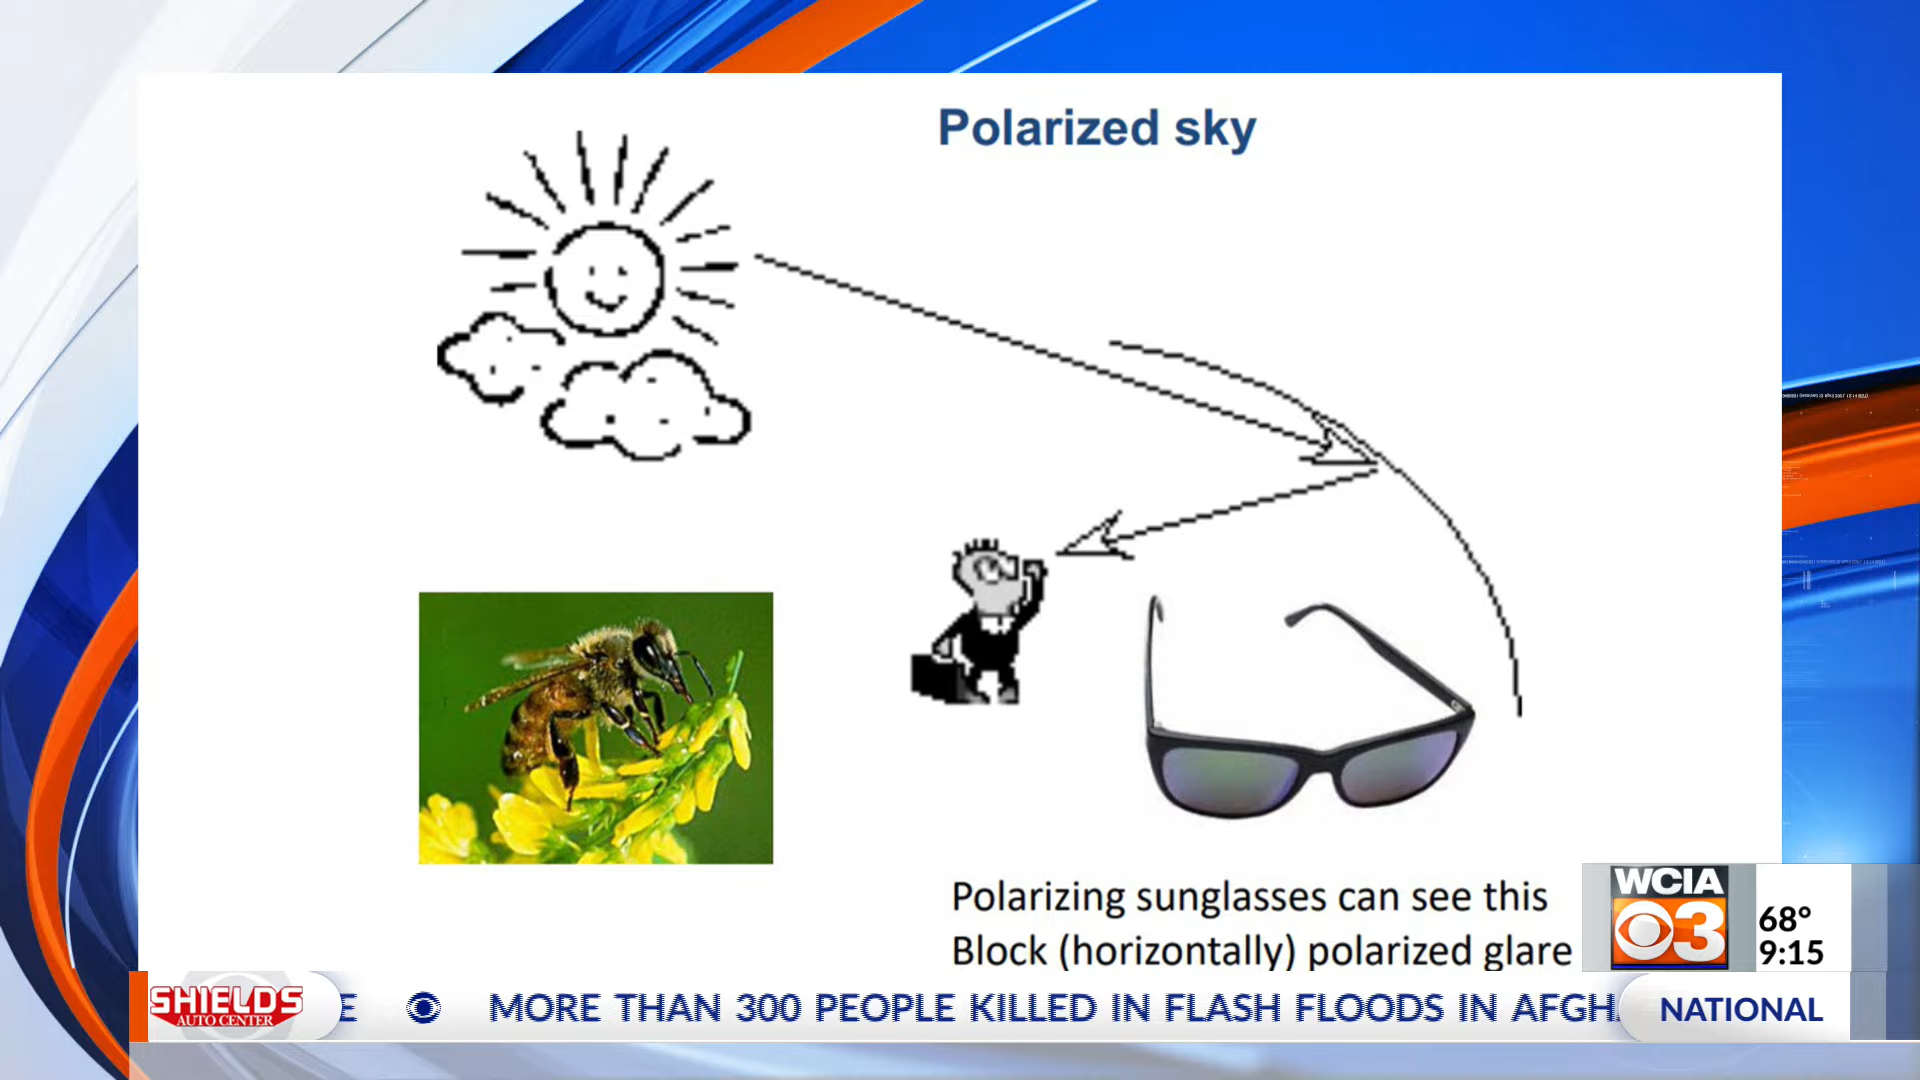 Polarized sky
Polarizing sunglasses can see this
Block (horizontally) polarized glare
WCIA
3
68°
9:15
SHIELDS
AUTO CENTER
E MORE THAN 300 PEOPLE KILLED IN FLASH FLOODS IN AFGH
NATIONAL